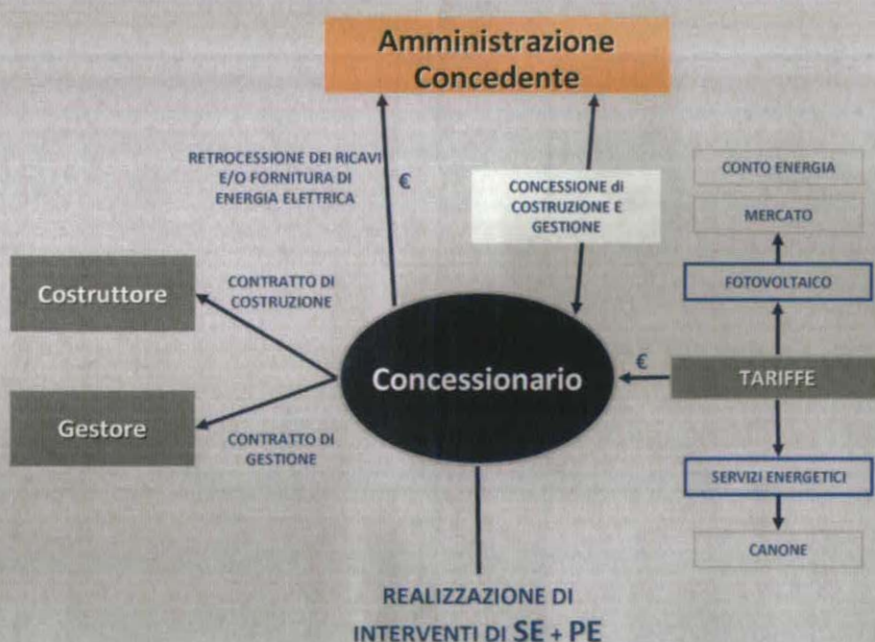 Amministrazione
Concedente
RETROCESSIONE DEI RICAVI
E/O FORNITURA DI
ENERGIA ELETTRICA
€
CONCESSIONE di
COSTRUZIONE E
GESTIONE
CONTO ENERGIA
MERCATO
FOTOVOLTAICO
Costruttore
CONTRATTO DI
COSTRUZIONE
Concessionario
€
TARIFFE
Gestore
CONTRATTO DI
GESTIONE
SERVIZI ENERGETICI
CANONE
REALIZZAZIONE DI
INTERVENTI DI SE + PE